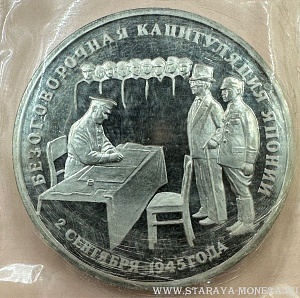 БЕЗОГОВОРОЧНАЯ КАПИТУЛЯЦИЯ ЯПОНИИ
2 СЕНТЯБРЯ 1945 ГОДА
WWW.STARAYA-MONETA.RU